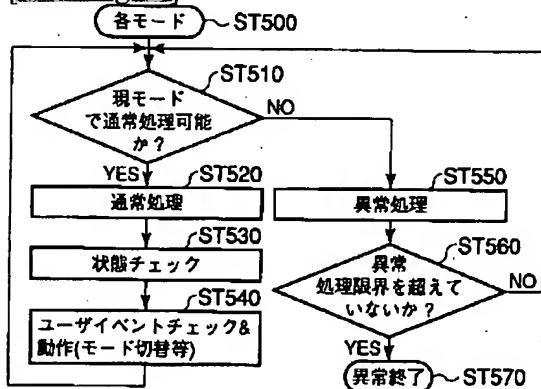 各モード
ST500
ST510
現モード
で通常処理可能
か?
NO
YES
ST520
通常処理
ST530
状態チェック
ST540
ユーザイベントチェック&
動作(モード切替等)
ST550
異常処理
ST560
異常
処理限界を超えて
いないか?
NO
YES
異常終了
ST570